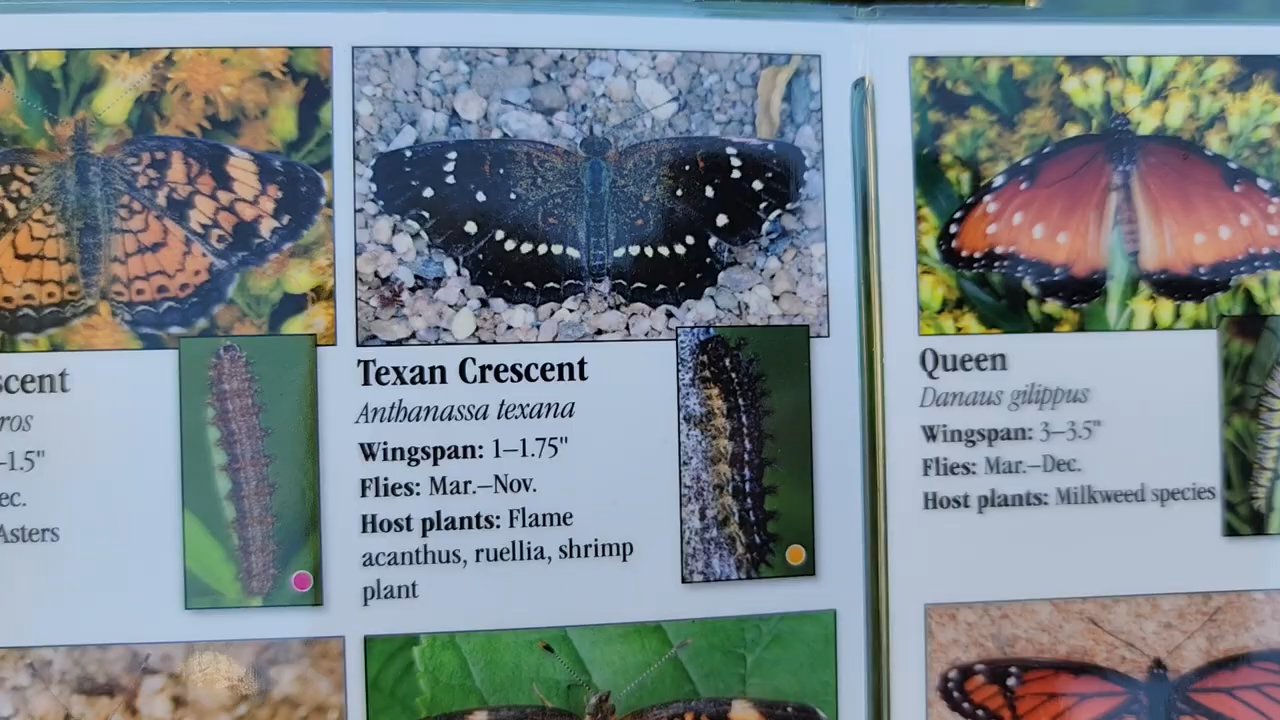 scent
ros
–1.5"
ec.
Asters
Texan Crescent
Anthanassa texana
Wingspan: 1–1.75"
Flies: Mar.–Nov.
Host plants: Flame
acanthus, ruellia, shrimp
plant
Queen
Danaus gilippus
Wingspan: 3–3.5"
Flies: Mar.–Dec.
Host plants: Milkweed species